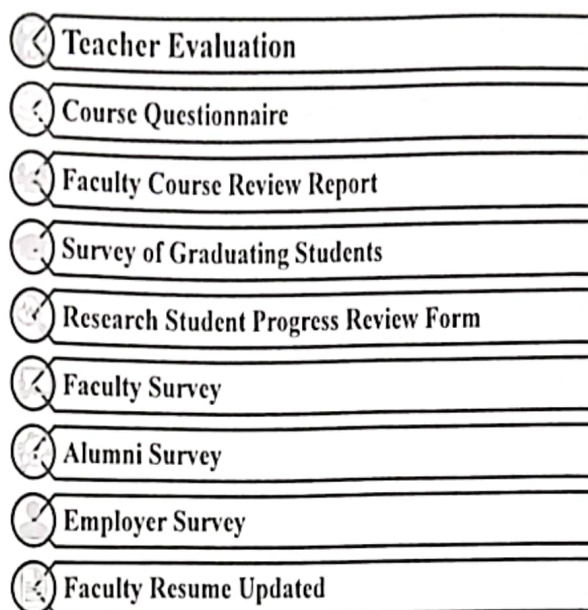 Teacher Evaluation
Course Questionnaire
Faculty Course Review Report
Survey of Graduating Students
Research Student Progress Review Form
Faculty Survey
Alumni Survey
Employer Survey
Faculty Resume Updated